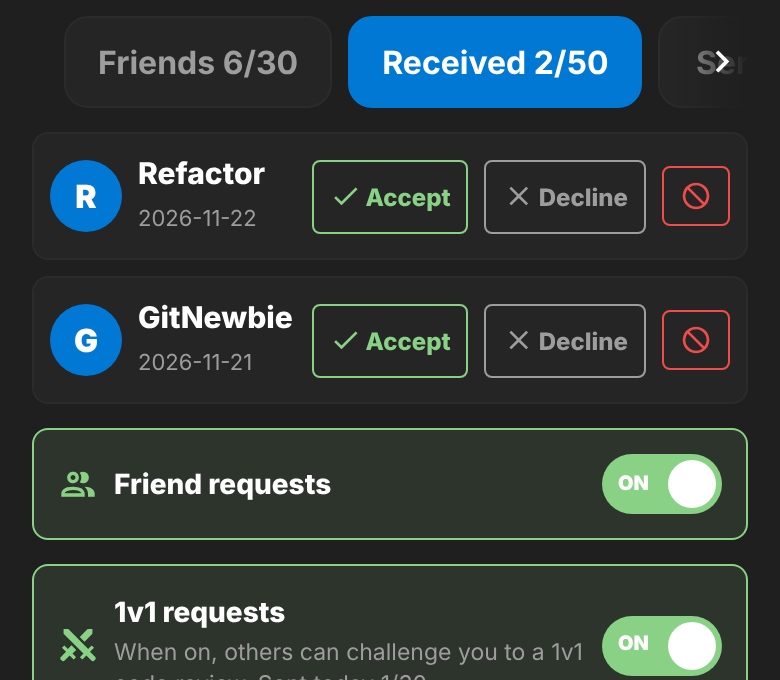 Friends 6/30
Received 2/50
R
Refactor
2026-11-22
Accept
Decline
G
GitNewbie
2026-11-21
Accept
Decline
Friend requests
ON
1v1 requests
When on, others can challenge you to a 1v1
ON